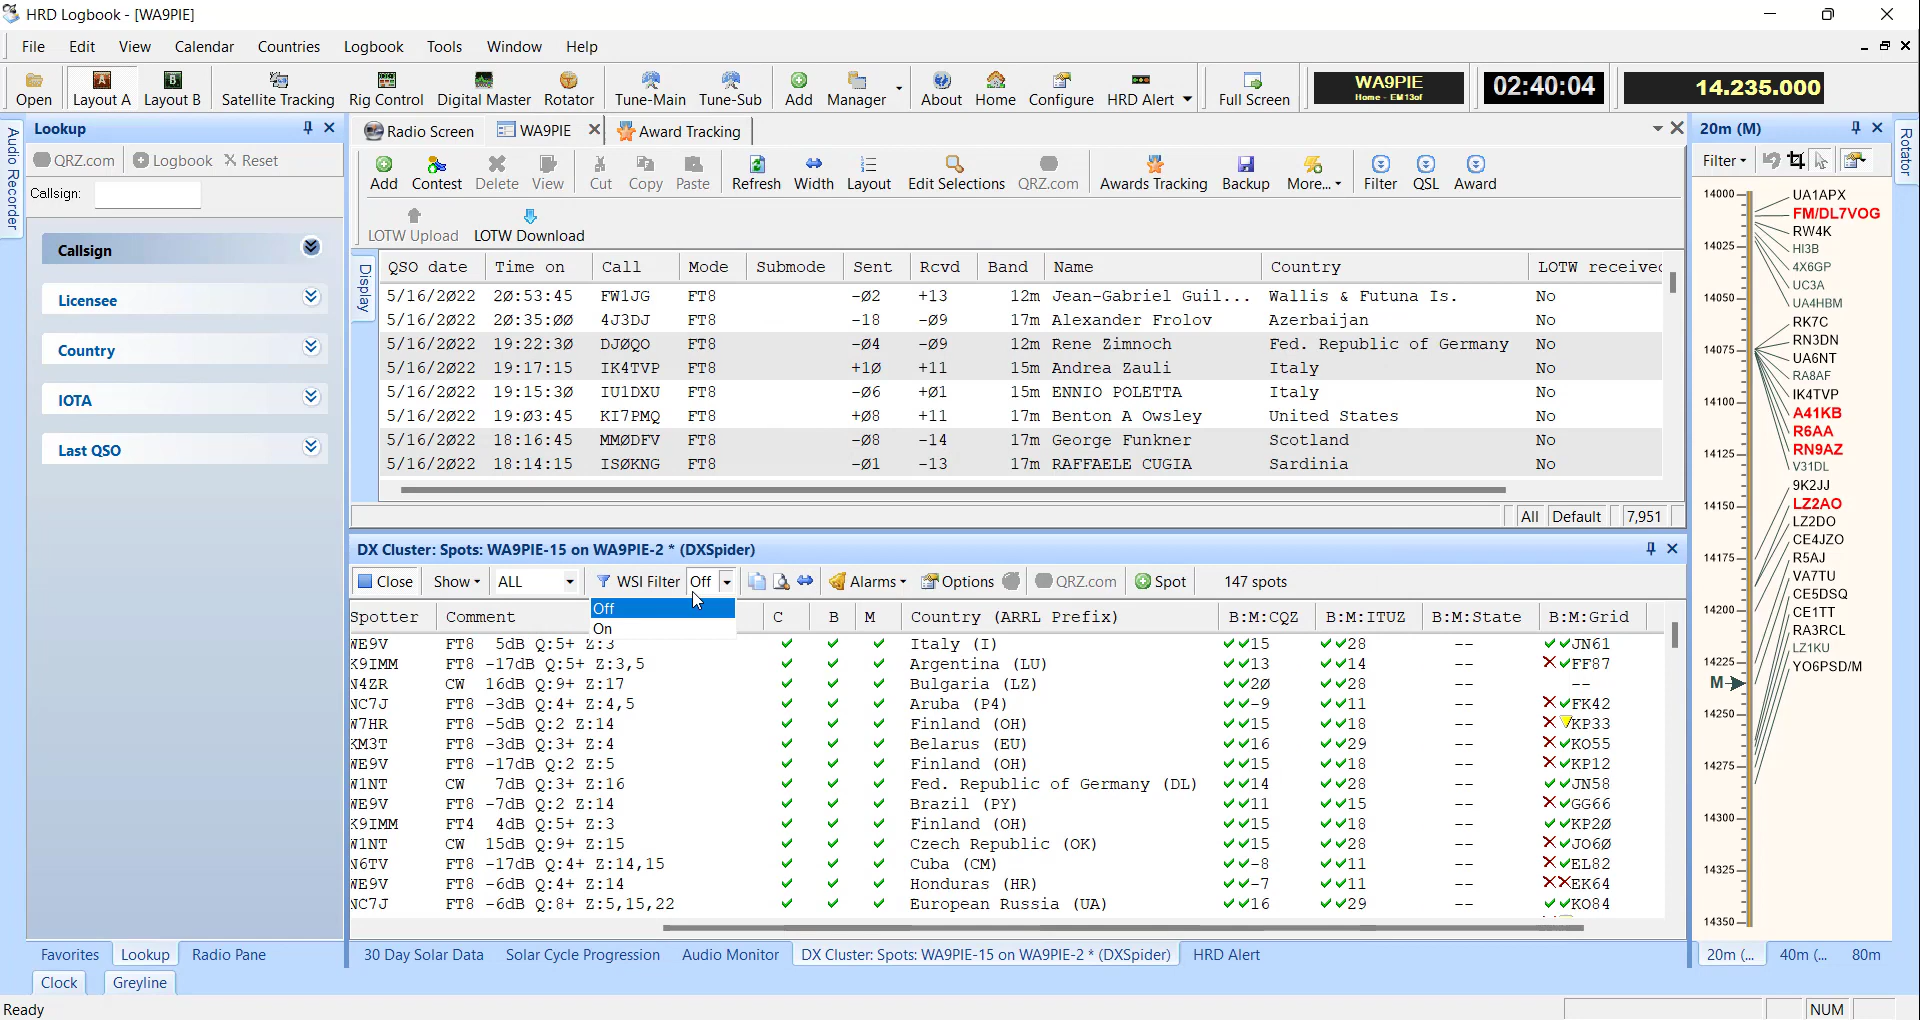 HRD Logbook - [WA9PIE]
File Edit View Calendar Countries Logbook Tools Window Help
Open Layout A Layout B Satellite Tracking Rig Control Digital Master Rotator Tune-Main Tune-Sub Add Manager About Home Configure HRD Alert Full Screen WA9PIE Home - EM13of 02:40:04 14.235.000
Audio Recorder
Lookup
QRZ.com Logbook Reset
Callsign:
Callsign
Licensee
Country
IOTA
Last QSO
Favorites Lookup Radio Pane
Clock Greyline
Radio Screen WA9PIE Award Tracking
Add Contest Delete View Cut Copy Paste Refresh Width Layout Edit Selections QRZ.com Awards Tracking Backup More... Filter QSL Award
LOTW Upload LOTW Download
Display
QSO date Time on Call Mode Submode Sent Rcvd Band Name Country LOTW received
5/16/2022 20:53:45 FW1JG FT8 -02 +13 12m Jean-Gabriel Guil... Wallis & Futuna Is. No
5/16/2022 20:35:00 4J3DJ FT8 -18 -09 17m Alexander Frolov Azerbaijan No
5/16/2022 19:22:30 DJ0QO FT8 -04 -09 12m Rene Zimnoch Fed. Republic of Germany No
5/16/2022 19:17:15 IK4TVP FT8 +10 +11 15m Andrea Zauli Italy No
5/16/2022 19:15:30 IU1DXU FT8 -06 +01 15m ENNIO POLETTA Italy No
5/16/2022 19:03:45 KI7PMQ FT8 +08 +11 17m Benton A Owsley United States No
5/16/2022 18:16:45 MM0DFV FT8 -08 -14 17m George Funkner Scotland No
5/16/2022 18:14:15 IS0KNG FT8 -01 -13 17m RAFFAELE CUGIA Sardinia No
All Default 7,951
DX Cluster: Spots: WA9PIE-15 on WA9PIE-2 * (DXSpider)
Close Show ALL WSI Filter Off Alarms Options QRZ.com Spot 147 spots
Off
On
Spotter Comment C B M Country (ARRL Prefix) B:M:CQZ B:M:ITUZ B:M:State B:M:Grid
WE9V FT8 5dB Q:5+ Z:3 Italy (I) 15 28 -- JN61
K9IMM FT8 -17dB Q:5+ Z:3,5 Argentina (LU) 13 14 -- FF87
N4ZR CW 16dB Q:9+ Z:17 Bulgaria (LZ) 20 28 -- --
NC7J FT8 -3dB Q:4+ Z:4,5 Aruba (P4) -9 11 -- FK42
W7HR FT8 -5dB Q:2 Z:14 Finland (OH) 15 18 -- KP33
KM3T FT8 -3dB Q:3+ Z:4 Belarus (EU) 16 29 -- KO55
WE9V FT8 -17dB Q:2 Z:5 Finland (OH) 15 18 -- KP12
W1NT CW 7dB Q:3+ Z:16 Fed. Republic of Germany (DL) 14 28 -- JN58
WE9V FT8 -7dB Q:2 Z:14 Brazil (PY) 11 15 -- GG66
K9IMM FT4 4dB Q:5+ Z:3 Finland (OH) 15 18 -- KP20
W1NT CW 15dB Q:9+ Z:15 Czech Republic (OK) 15 28 -- JO60
N6TV FT8 -17dB Q:4+ Z:14,15 Cuba (CM) -8 11 -- EL82
WE9V FT8 -6dB Q:4+ Z:14 Honduras (HR) -7 11 -- EK64
NC7J FT8 -6dB Q:8+ Z:5,15,22 European Russia (UA) 16 29 -- KO84
30 Day Solar Data Solar Cycle Progression Audio Monitor DX Cluster: Spots: WA9PIE-15 on WA9PIE-2 * (DXSpider) HRD Alert
20m (M)
Filter
Rotator
14000
14025
14050
14075
14100
14125
14150
14175
14200
14225
M
14250
14275
14300
14325
14350
UA1APX
FM/DL7VOG
RW4K
HI3B
4X6GP
UC3A
UA4HBM
RK7C
RN3DN
UA6NT
RA8AF
IK4TVP
A41KB
R6AA
RN9AZ
V31DL
9K2JJ
LZ2AO
LZ2DO
CE4JZO
R5AJ
VA7TU
CE5DSQ
CE1TT
RA3RCL
LZ1KU
YO6PSD/M
20m (... 40m (... 80m
Ready
NUM